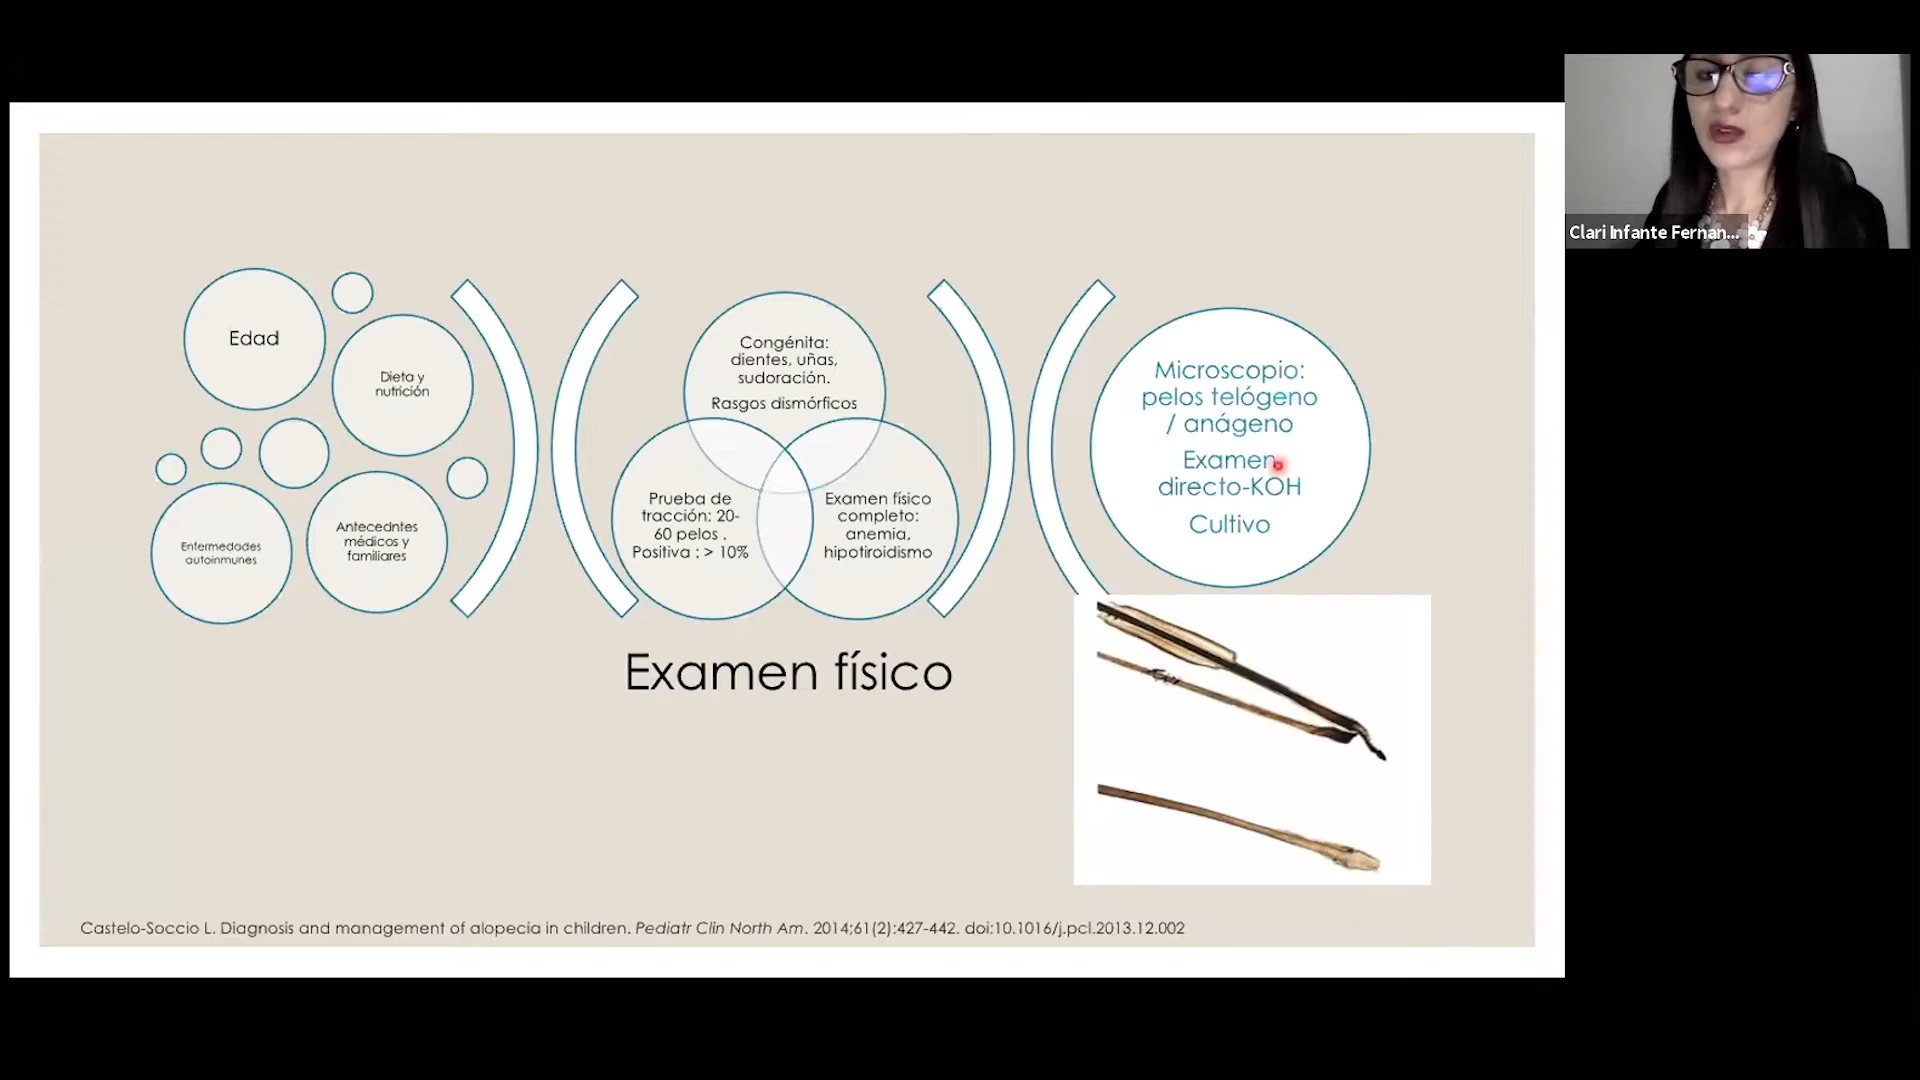 Edad
Dieta y
nutrición
Enfermedades
autoinmunes
Antecedntes
médicos y
familiares
Congénita:
dientes, uñas,
sudoración.
Rasgos dismórficos
Prueba de
tracción: 20-
60 pelos .
Positiva : > 10%
Examen físico
completo:
anemia,
hipotiroidismo
Microscopio:
pelos telógeno
/ anágeno
Examen
directo-KOH
Cultivo
Examen físico
Castelo-Soccio L. Diagnosis and management of alopecia in children. Pediatr Clin North Am. 2014;61(2):427-442. doi:10.1016/j.pcl.2013.12.002
Clari Infante Fernan...